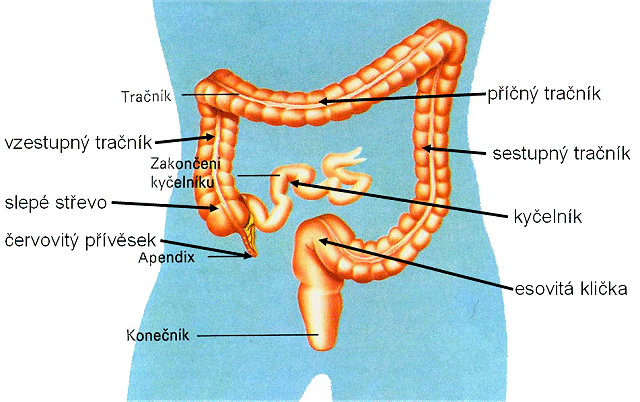 příčný tračník
Tračník
vzestupný tračník
sestupný tračník
Zakončení
kyčelníku
slepé střevo
kyčelník
červovitý přívěsek
Apendix
esovitá klička
Konečník